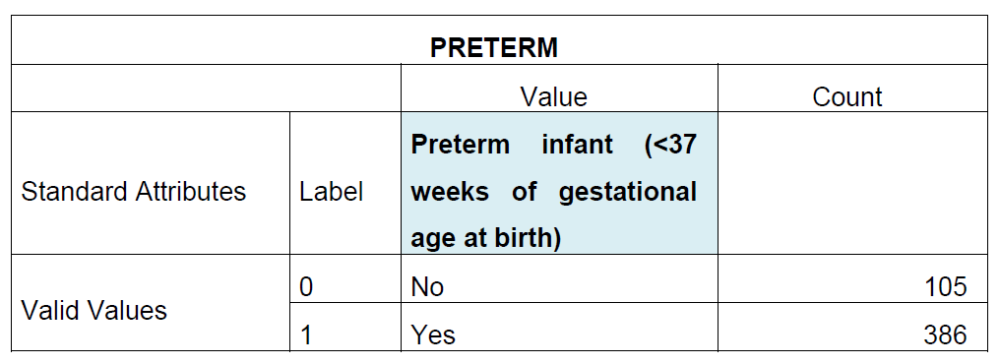 PRETERM
Value Count
Preterm infant (<37
Standard Attributes Label weeks of gestational
age at birth)
Valid Values
0 No 105
1 Yes 386